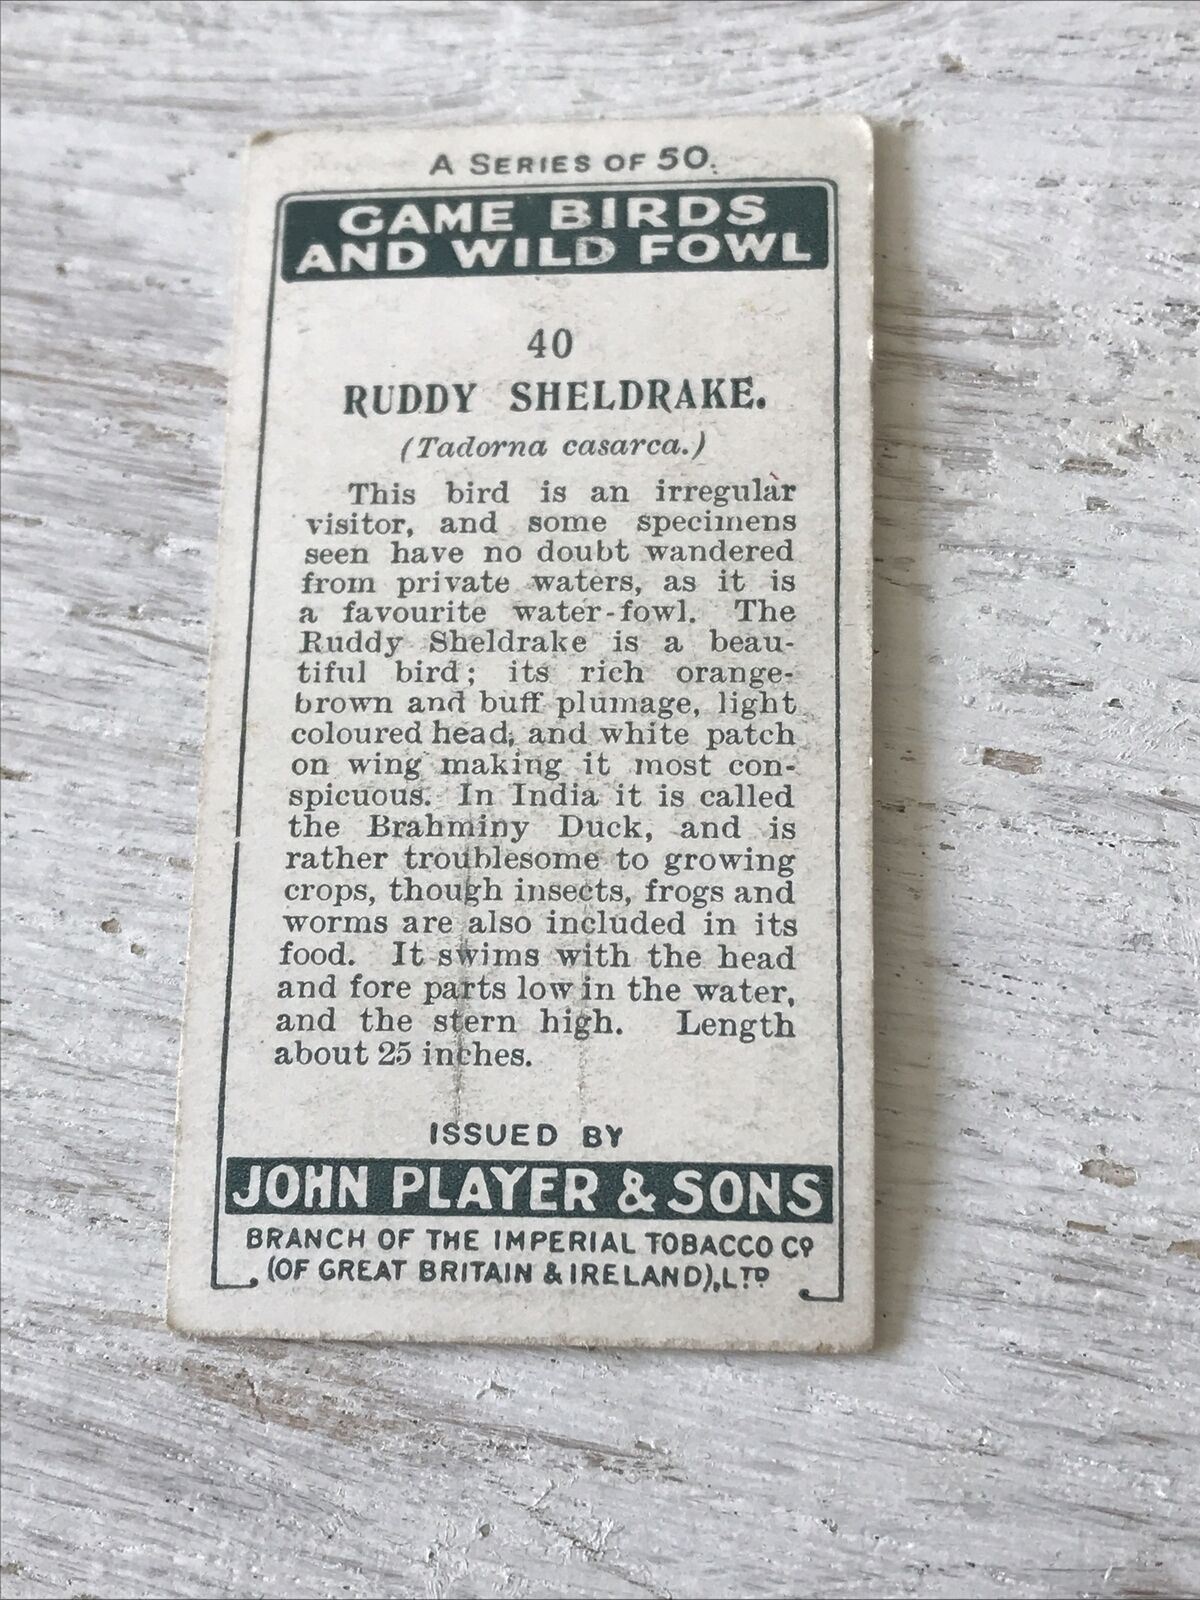 A SERIES OF 50.
GAME BIRDS
AND WILD FOWL
40
RUDDY SHELDRAKE.
(Tadorna casarca.)
This bird is an irregular
visitor, and some specimens
seen have no doubt wandered
from private waters, as it is
a favourite water-fowl. The
Ruddy Sheldrake is a beau-
tiful bird; its rich orange-
brown and buff plumage, light
coloured head, and white patch
on wing making it most con-
spicuous. In India it is called
the Brahminy Duck, and is
rather troublesome to growing
crops, though insects, frogs and
worms are also included in its
food. It swims with the head
and fore parts low in the water,
and the stern high. Length
about 25 inches.
ISSUED BY
JOHN PLAYER & SONS
BRANCH OF THE IMPERIAL TOBACCO Co
(OF GREAT BRITAIN & IRELAND), LTD